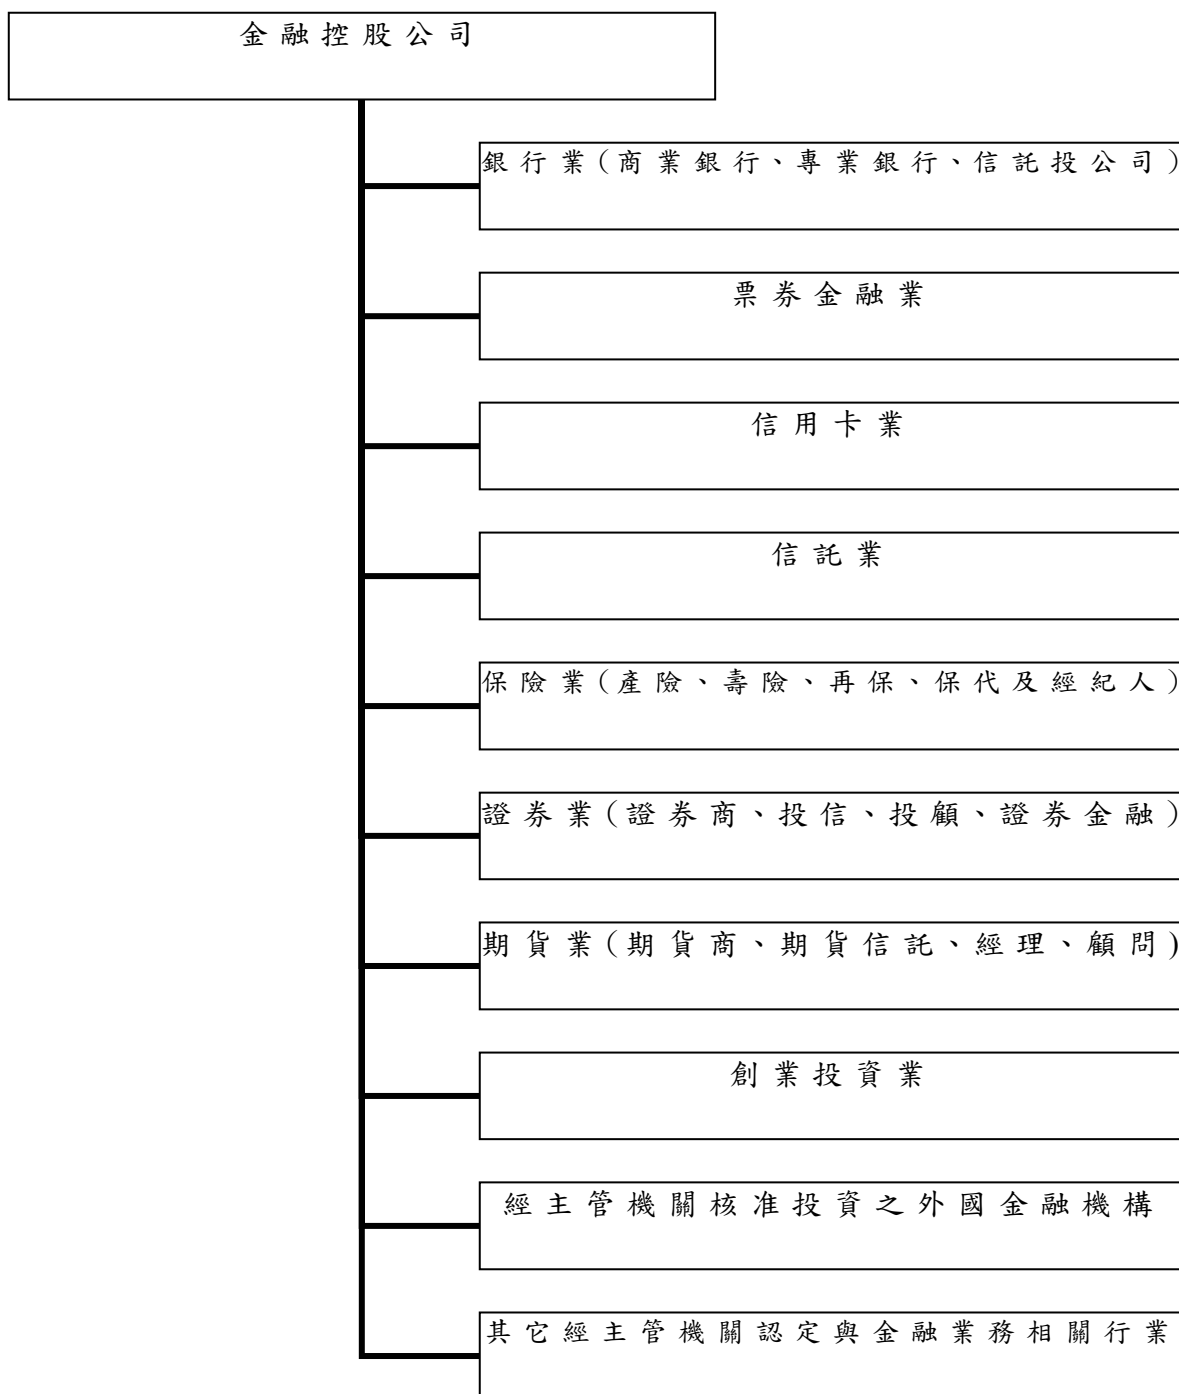 金融控股公司
銀行業(商業銀行、專業銀行、信託投公司)
票券金融業
信用卡業
信託業
保險業(產險、壽險、再保、保代及經紀人)
證券業(證券商、投信、投顧、證券金融)
期貨業(期貨商、期貨信託、經理、顧問)
創業投資業
經主管機關核准投資之外國金融機構
其它經主管機關認定與金融業務相關行業